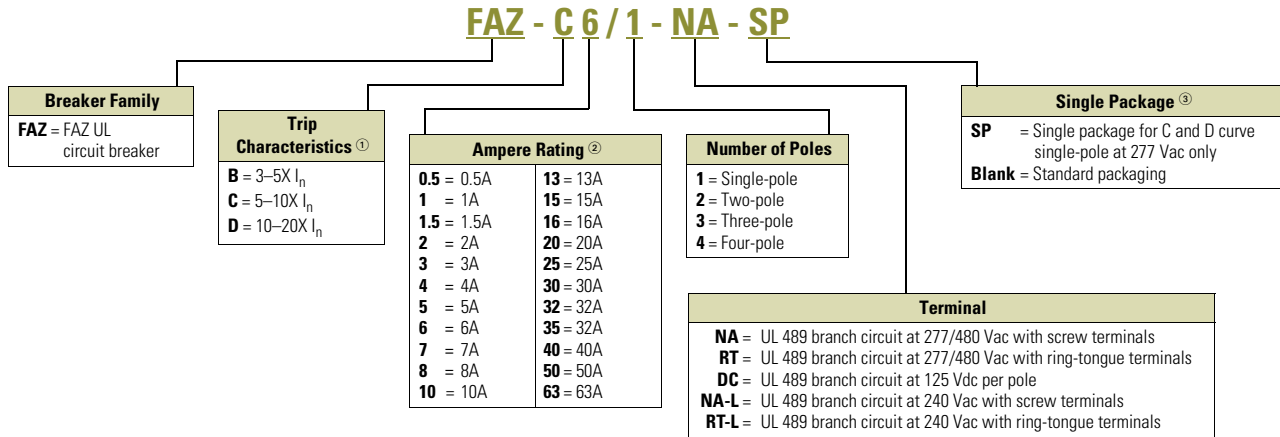 FAZ - C 6 / 1 - NA - SP
Breaker Family
FAZ = FAZ UL
circuit breaker
Trip
Characteristics ①
B = 3–5X In
C = 5–10X In
D = 10–20X In
Ampere Rating ②
0.5 = 0.5A
1 = 1A
1.5 = 1.5A
2 = 2A
3 = 3A
4 = 4A
5 = 5A
6 = 6A
7 = 7A
8 = 8A
10 = 10A
13 = 13A
15 = 15A
16 = 16A
20 = 20A
25 = 25A
30 = 30A
32 = 32A
35 = 32A
40 = 40A
50 = 50A
63 = 63A
Number of Poles
1 = Single-pole
2 = Two-pole
3 = Three-pole
4 = Four-pole
Single Package ③
SP = Single package for C and D curve
single-pole at 277 Vac only
Blank = Standard packaging
Terminal
NA = UL 489 branch circuit at 277/480 Vac with screw terminals
RT = UL 489 branch circuit at 277/480 Vac with ring-tongue terminals
DC = UL 489 branch circuit at 125 Vdc per pole
NA-L = UL 489 branch circuit at 240 Vac with screw terminals
RT-L = UL 489 branch circuit at 240 Vac with ring-tongue terminals